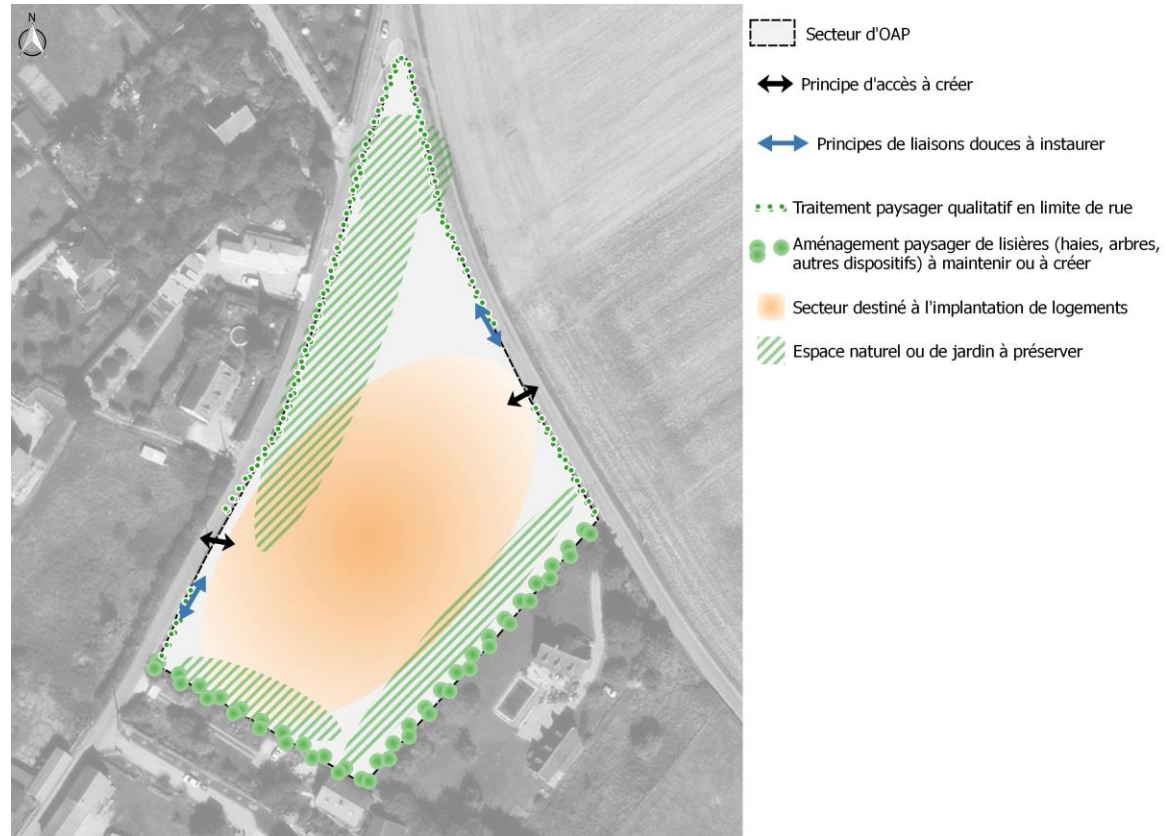 N
Secteur d'OAP
Principe d'accès à créer
Principes de liaisons douces à instaurer
Traitement paysager qualitatif en limite de rue
Aménagement paysager de lisières (haies, arbres,
autres dispositifs) à maintenir ou à créer
Secteur destiné à l'implantation de logements
Espace naturel ou de jardin à préserver